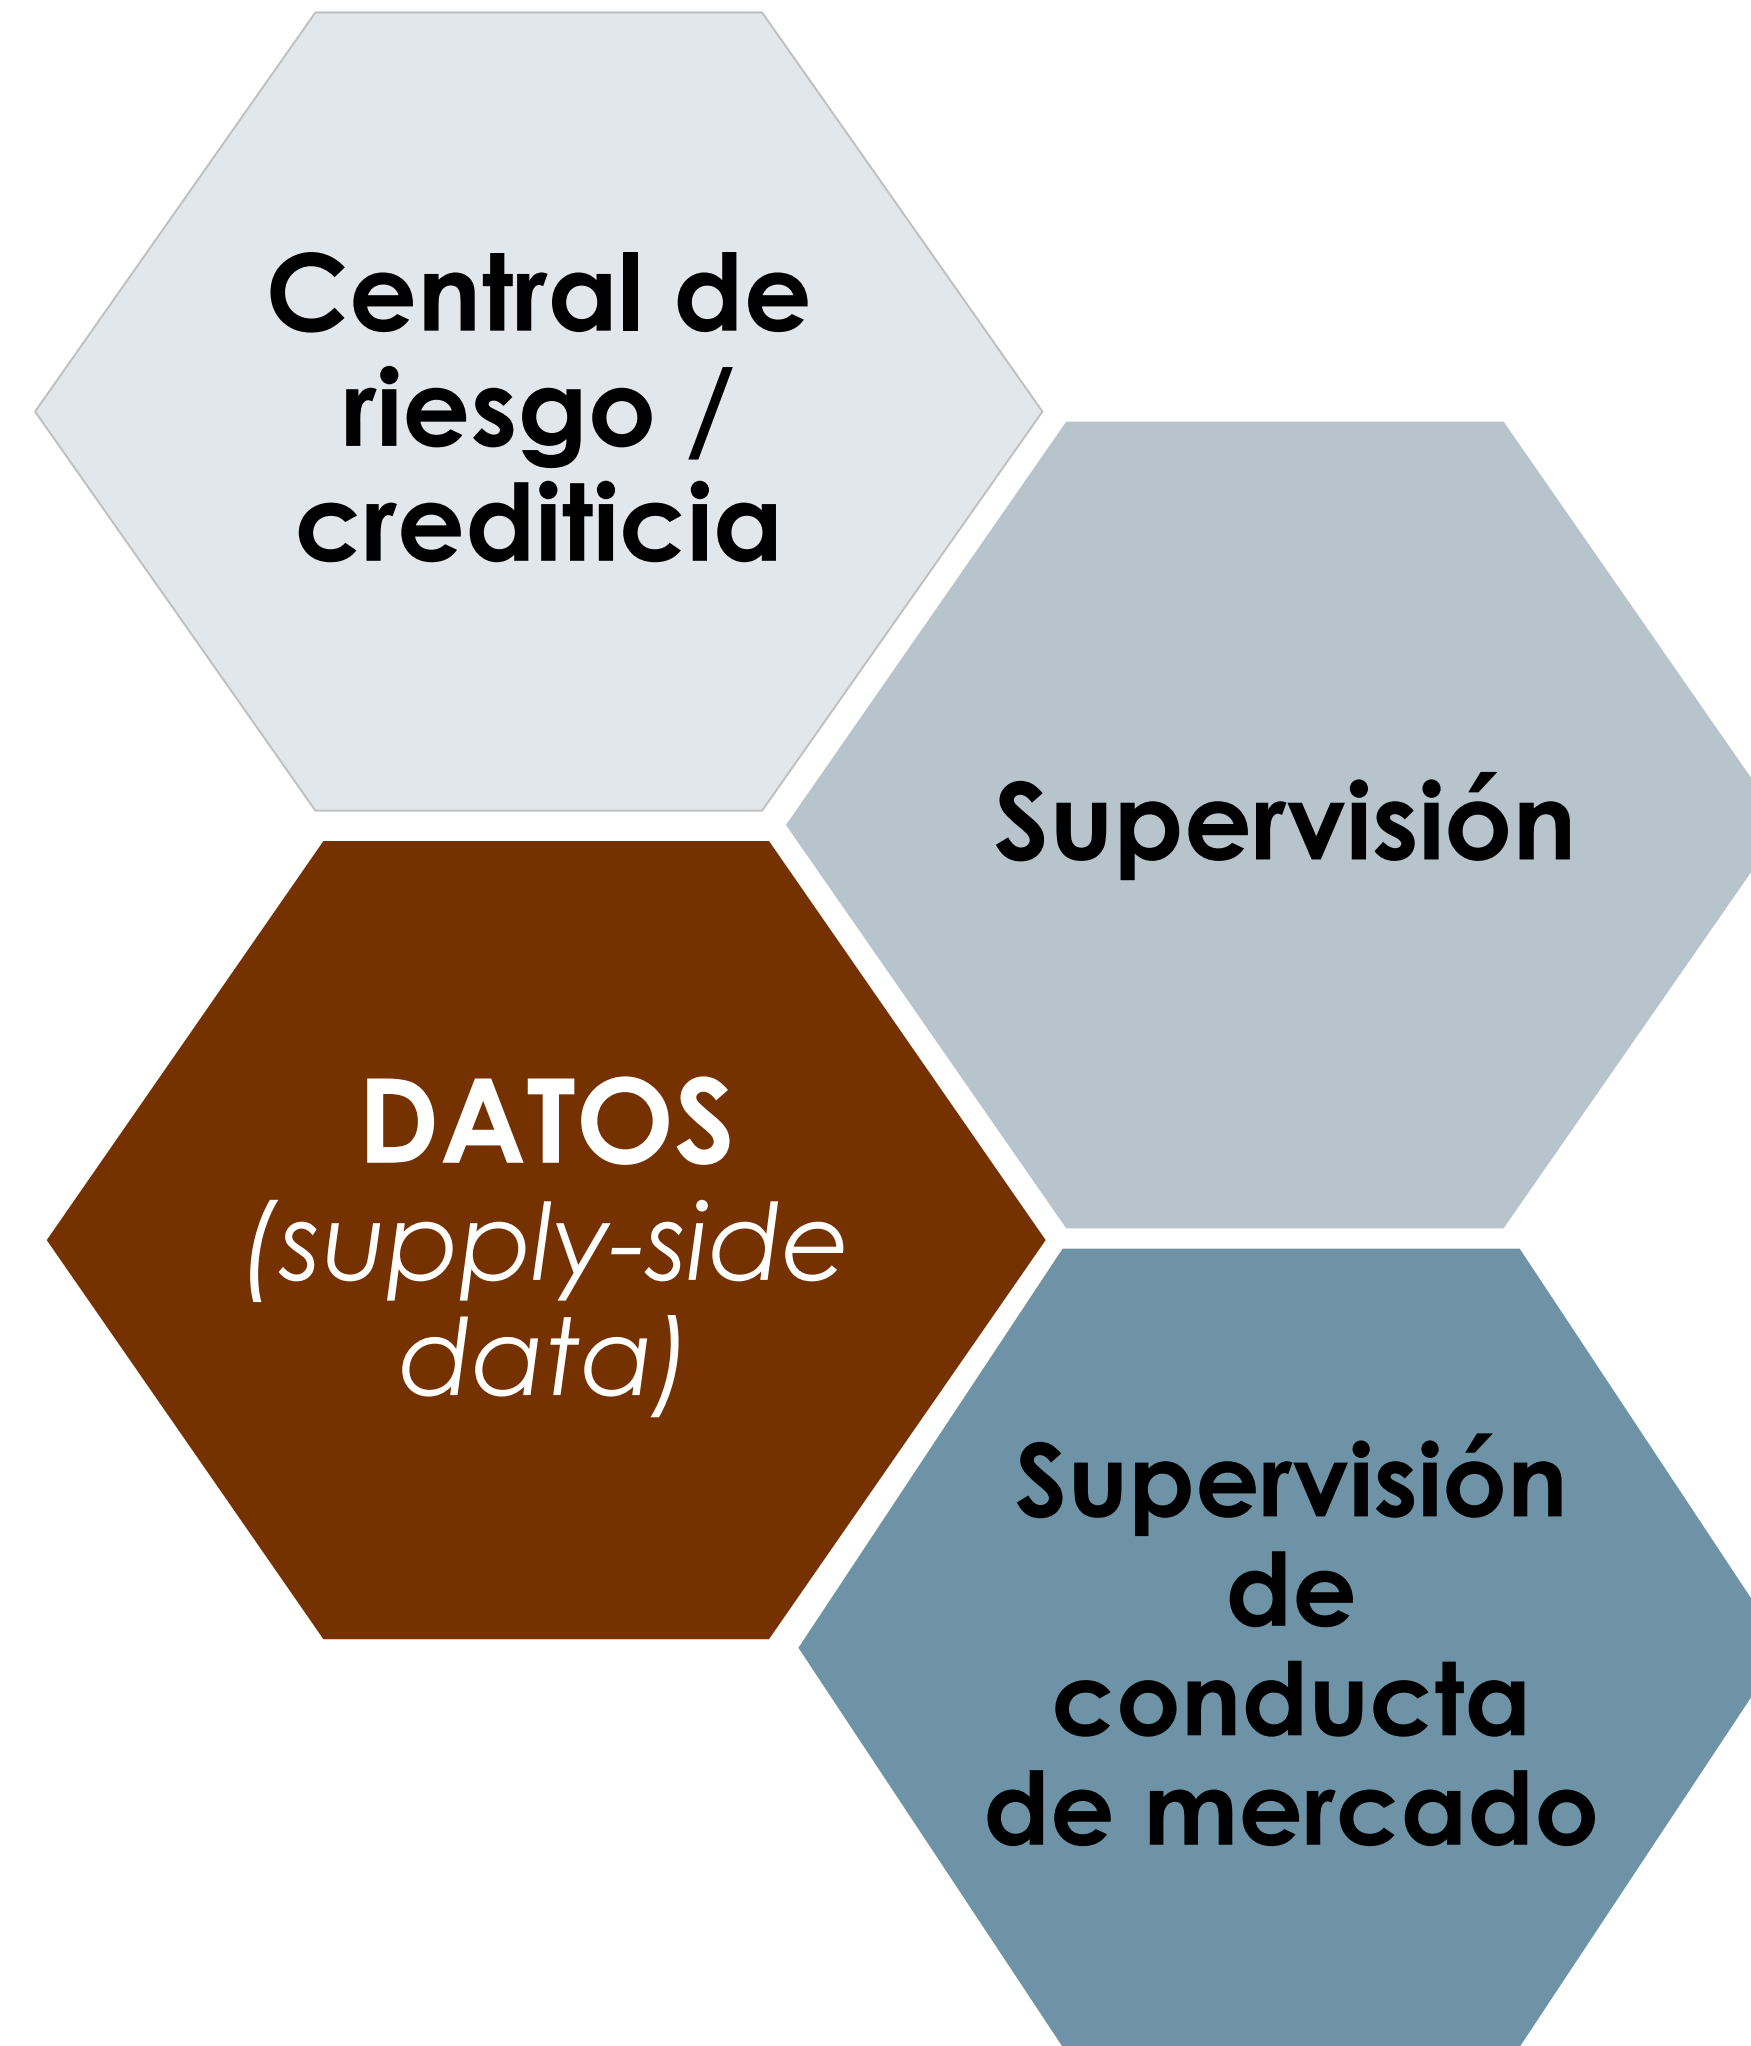 Central de
riesgo /
crediticia
Supervisión
DATOS
(supply-side
data)
Supervisión
de
conducta
de mercado